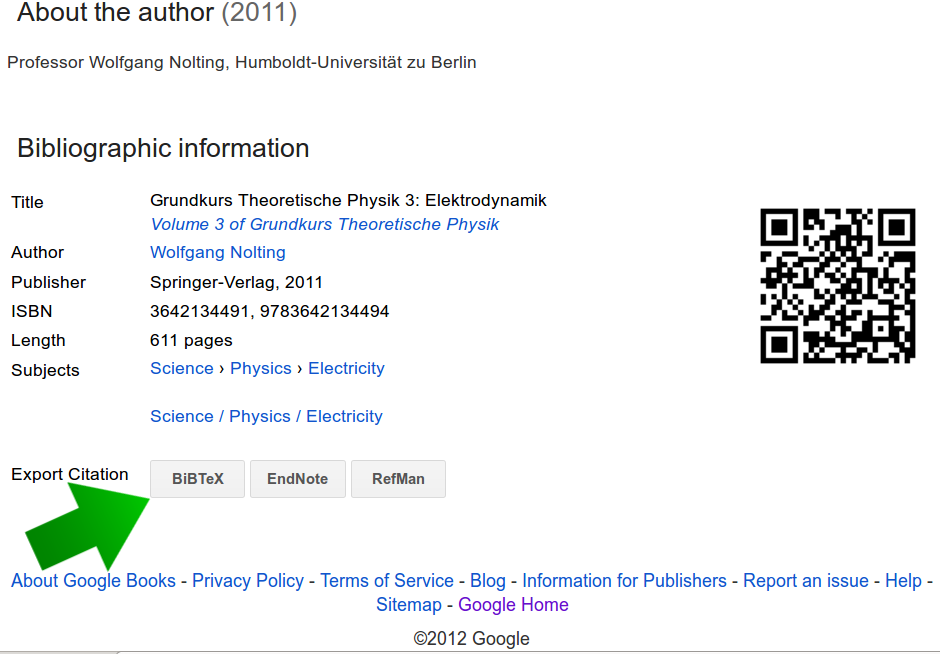 About the author (2011)
Professor Wolfgang Nolting, Humboldt-Universität zu Berlin
Bibliographic information
Title Grundkurs Theoretische Physik 3: Elektrodynamik
Volume 3 of Grundkurs Theoretische Physik
Author Wolfgang Nolting
Publisher Springer-Verlag, 2011
ISBN 3642134491, 9783642134494
Length 611 pages
Subjects Science › Physics › Electricity
Science / Physics / Electricity
Export Citation BiBTeX EndNote RefMan
About Google Books - Privacy Policy - Terms of Service - Blog - Information for Publishers - Report an issue - Help -
Sitemap - Google Home
©2012 Google